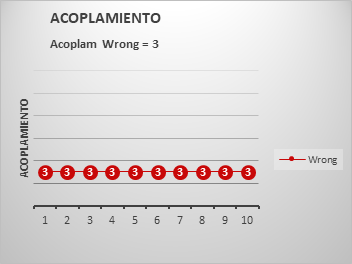 ACOPLAMIENTO
Acoplam Wrong = 3
ACOPLAMIENTO
3 3 3 3 3 3 3 3 3 3
1 2 3 4 5 6 7 8 9 10
Wrong